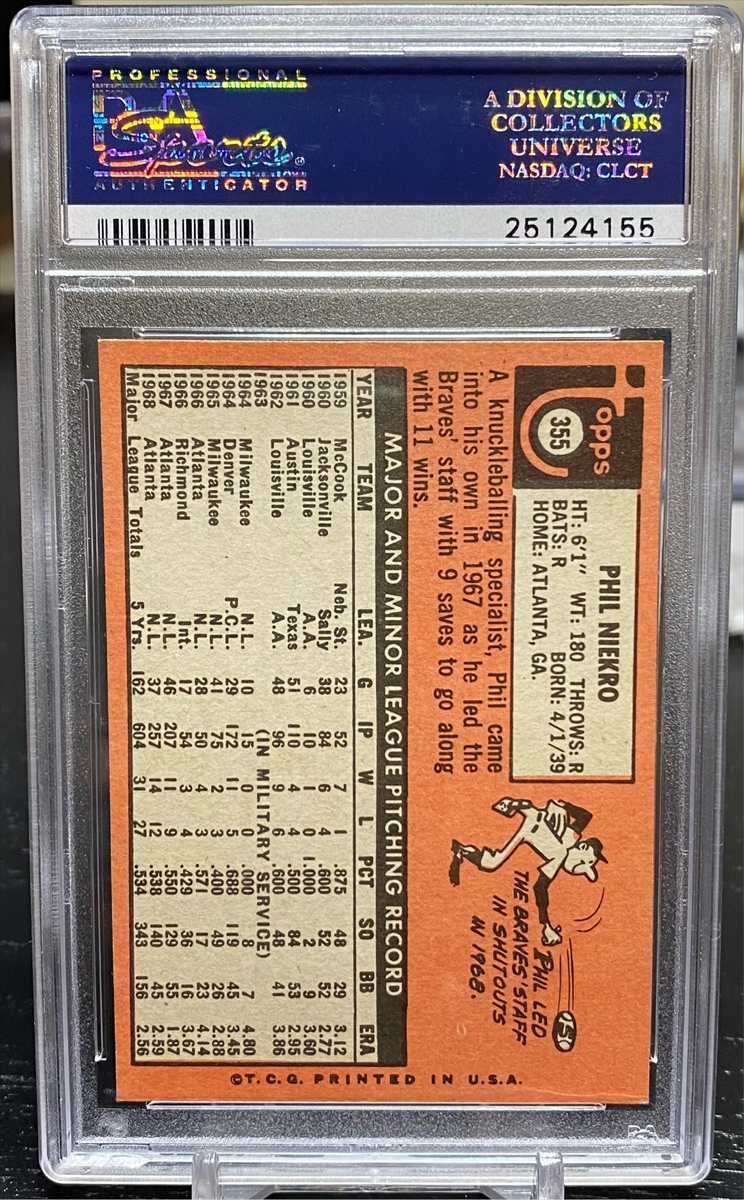 PROFESSIONAL
AUTHENTICATOR
A DIVISION OF
COLLECTORS
UNIVERSE
NASDAQ: CLCT
25124155
Topps
355
PHIL NIEKRO
HT: 6'1" WT: 180 THROWS: R
BATS: R BORN: 4/1/39
HOME: ATLANTA, GA.
A knuckleballing specialist, Phil came
into his own in 1967 as he led the
Braves' staff with 9 saves to go along
with 11 wins.
PHIL LED
THE BRAVES' STAFF
IN SHUTOUTS
IN 1968.
MAJOR AND MINOR LEAGUE PITCHING RECORD
YEAR TEAM LEA. G IP W L PCT SO BB ERA
1959 McCook Neb. St. 23 52 7 1 .875 48 29 3.12
1960 Jacksonville Sally 38 84 6 4 .600 52 52 2.77
1960 Louisville A.A. 6 10 1 0 1.000 2 9 3.60
1961 Austin Texas 51 110 4 4 .500 84 53 2.95
1962 Louisville A.A. 48 96 9 6 .600 48 41 3.86
1963 (IN MILITARY SERVICE)
1964 Milwaukee N.L. 10 15 0 0 .000 8 7 4.80
1964 Denver P.C.L. 29 172 11 5 .688 119 45 3.45
1965 Milwaukee N.L. 41 75 2 3 .400 49 26 2.88
1966 Atlanta N.L. 28 50 4 3 .571 17 23 4.14
1966 Richmond Int. 17 54 3 4 .429 36 16 3.67
1967 Atlanta N.L. 46 207 11 9 .550 129 55 1.87
1968 Atlanta N.L. 37 257 14 12 .538 140 45 2.59
Major League Totals 5 Yrs. 162 604 31 27 .534 343 156 2.56
©T.C.G. PRINTED IN U.S.A.